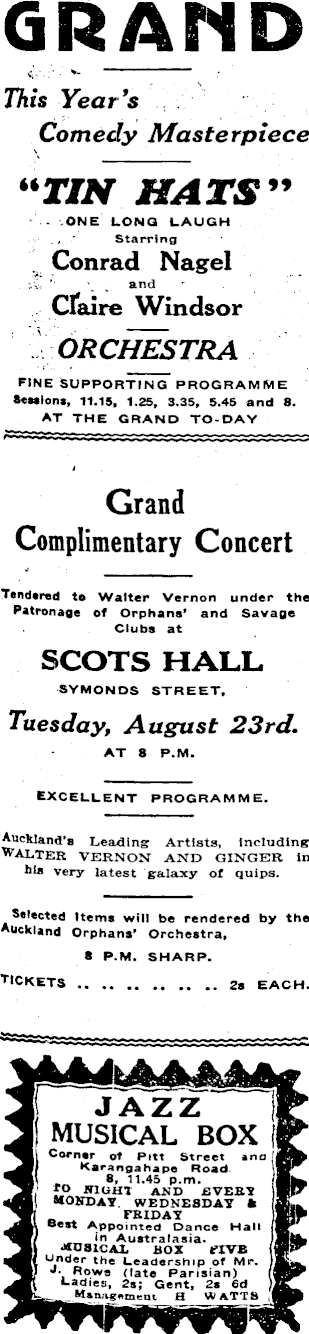 GRAND
This Year's
Comedy Masterpiece
"TIN HATS"
ONE LONG LAUGH
Starring
Conrad Nagel
and
Claire Windsor
ORCHESTRA
FINE SUPPORTING PROGRAMME
Sessions, 11.15, 1.25, 3.35, 5.45 and 8.
AT THE GRAND TO-DAY
Grand
Complimentary Concert
Tendered to Walter Vernon under the
Patronage of Orphans' and Savage
Clubs at
SCOTS HALL
SYMONDS STREET,
Tuesday, August 23rd.
AT 8 P.M.
EXCELLENT PROGRAMME.
Auckland's Leading Artists, including
WALTER VERNON AND GINGER in
his very latest galaxy of quips.
Selected Items will be rendered by the
Auckland Orphans' Orchestra,
8 P.M. SHARP.
TICKETS .. .. .. .. .. .. .. 2s EACH.
JAZZ
MUSICAL BOX
Corner of Pitt Street and
Karangahape Road.
8, 11.45 p.m.
TO NIGHT AND EVERY
MONDAY, WEDNESDAY &
FRIDAY
Best Appointed Dance Hall
in Australasia.
MUSICAL BOX FIVE
Under the Leadership of Mr.
J. Rowe (late Parisian)
Ladies, 2s; Gent, 2s 6d
Management H WATTS